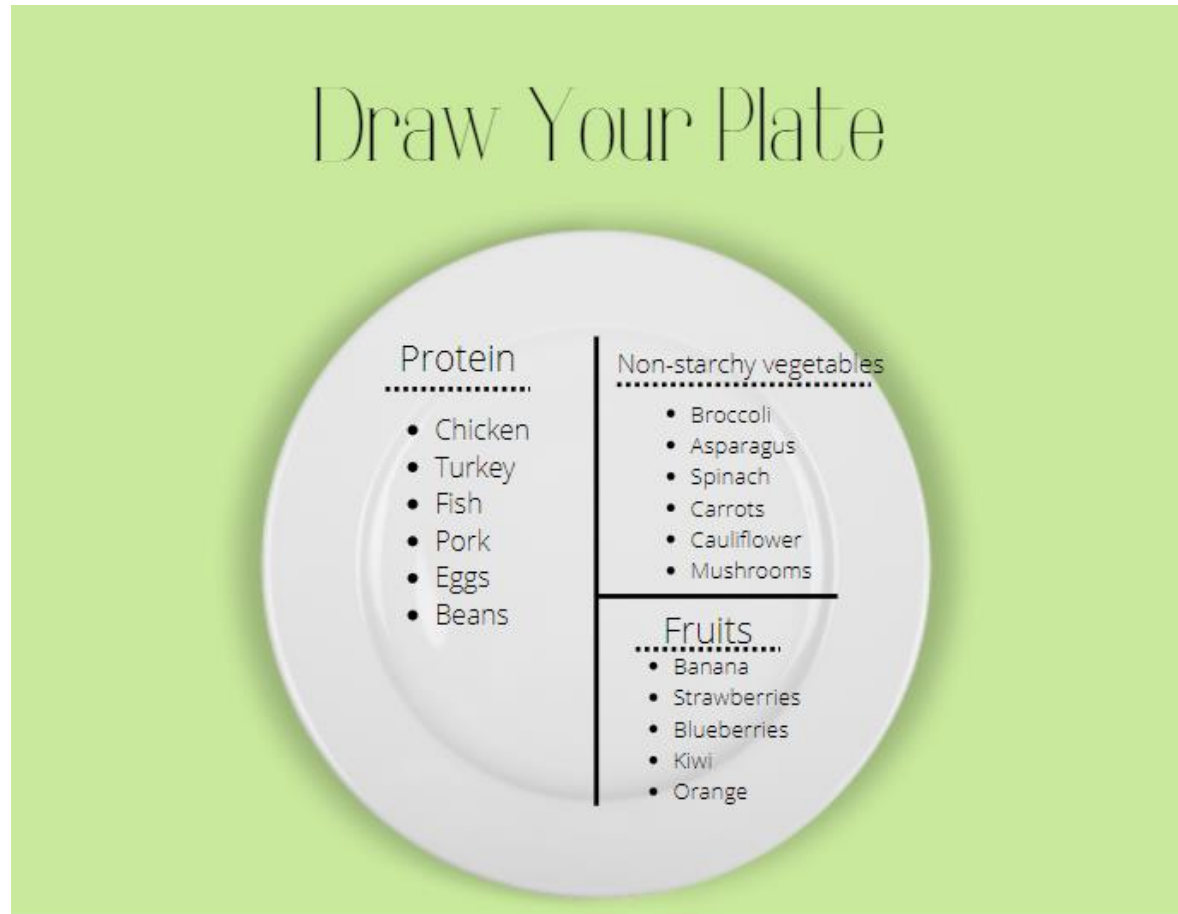 Draw Your Plate
Protein
• Chicken
• Turkey
• Fish
• Pork
• Eggs
• Beans
Non-starchy vegetables
• Broccoli
• Asparagus
• Spinach
• Carrots
• Cauliflower
• Mushrooms
Fruits
• Banana
• Strawberries
• Blueberries
• Kiwi
• Orange